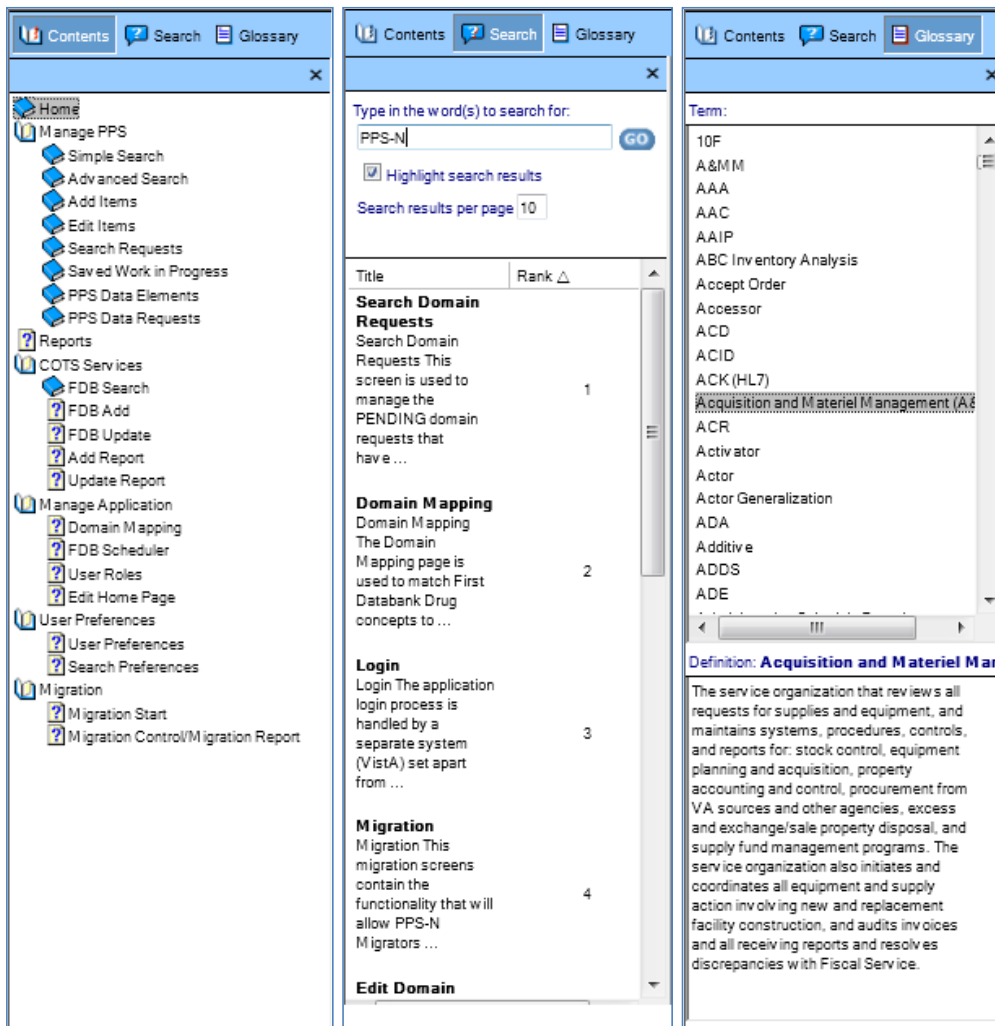 Contents Search Glossary
×
Home
Manage PPS
Simple Search
Advanced Search
Add Items
Edit Items
Search Requests
Saved Work in Progress
PPS Data Elements
PPS Data Requests
Reports
COTS Services
FDB Search
FDB Add
FDB Update
Add Report
Update Report
Manage Application
Domain Mapping
FDB Scheduler
User Roles
Edit Home Page
User Preferences
User Preferences
Search Preferences
Migration
Migration Start
Migration Control/Migration Report
Contents Search Glossary
×
Type in the word(s) to search for:
PPS-N GO
Highlight search results
Search results per page 10
Title Rank △
Search Domain
Requests
Search Domain
Requests This
screen is used to
manage the
PENDING domain
requests that
have ...
1
Domain Mapping
Domain Mapping
The Domain
Mapping page is
used to match First
Databank Drug
concepts to ...
2
Login
Login The application
login process is
handled by a
separate system
(VistA) set apart
from ...
3
Migration
Migration This
migration screens
contain the
functionality that will
allow PPS-N
Migrators ...
4
Edit Domain
Contents Search Glossary
×
Term:
10F
A&MM
AAA
AAC
AAIP
ABC Inventory Analysis
Accept Order
Accessor
ACD
ACID
ACK (HL7)
Acquisition and Materiel Management (A&
ACR
Activator
Actor
Actor Generalization
ADA
Additive
ADDS
ADE
Definition: Acquisition and Materiel Mar
The service organization that reviews all
requests for supplies and equipment, and
maintains systems, procedures, controls,
and reports for: stock control, equipment
planning and acquisition, property
accounting and control, procurement from
VA sources and other agencies, excess
and exchange/sale property disposal, and
supply fund management programs. The
service organization also initiates and
coordinates all equipment and supply
action involving new and replacement
facility construction, and audits invoices
and all receiving reports and resolves
discrepancies with Fiscal Service.